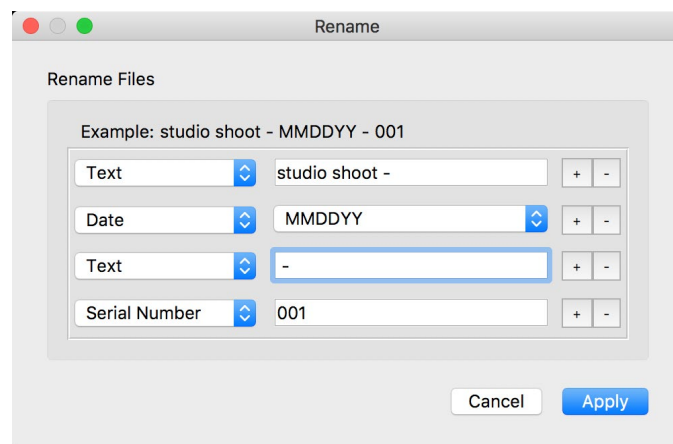 Rename
Rename Files
Example: studio shoot - MMDDYY - 001
Text studio shoot - + -
Date MMDDYY + -
Text - + -
Serial Number 001 + -
Cancel Apply